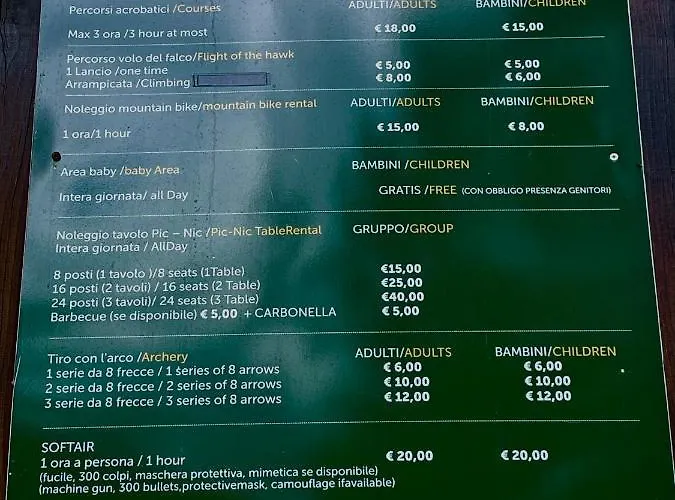 Percorsi acrobatici /Courses ADULTI/ADULTS BAMBINI/CHILDREN
Max 3 ora /3 hour at most € 18,00 € 15,00
Percorso volo del falco/Flight of the hawk
1 Lancio /one time € 5,00 € 5,00
Arrampicata /Climbing € 8,00 € 6,00
Noleggio mountain bike/mountain bike rental ADULTI/ADULTS BAMBINI/CHILDREN
1 ora/1 hour € 15,00 € 8,00
Area baby /baby Area BAMBINI /CHILDREN
Intera giornata/ all Day GRATIS /FREE (CON OBBLIGO PRESENZA GENITORI)
Noleggio tavolo Pic – Nic /Pic-Nic TableRental GRUPPO/GROUP
Intera giornata / AllDay
8 posti (1 tavolo )/8 seats (1Table) €15,00
16 posti (2 tavoli) / 16 seats (2 Table) €25,00
24 posti (3 tavoli)/ 24 seats (3 Table) €40,00
Barbecue (se disponibile) € 5,00 + CARBONELLA € 5,00
Tiro con l'arco /Archery ADULTI/ADULTS BAMBINI/CHILDREN
1 serie da 8 frecce / 1 series of 8 arrows € 6,00 € 6,00
2 serie da 8 frecce / 2 series of 8 arrows € 10,00 € 10,00
3 serie da 8 frecce / 3 series of 8 arrows € 12,00 € 12,00
SOFTAIR
1 ora a persona / 1 hour € 20,00 € 20,00
(fucile, 300 colpi, maschera protettiva, mimetica se disponibile)
(machine gun, 300 bullets,protectivemask, camouflage ifavailable)